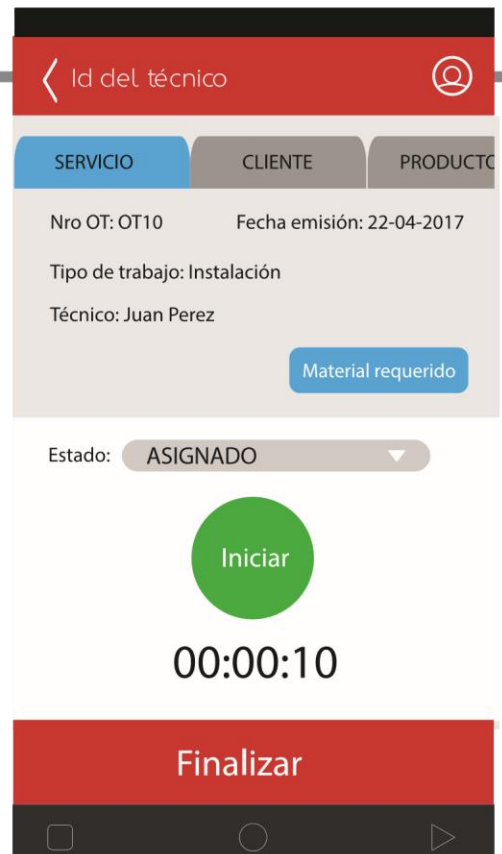 Id del técnico
SERVICIO CLIENTE PRODUCTO
Nro OT: OT10 Fecha emisión: 22-04-2017
Tipo de trabajo: Instalación
Técnico: Juan Perez
Material requerido
Estado: ASIGNADO
Iniciar
00:00:10
Finalizar